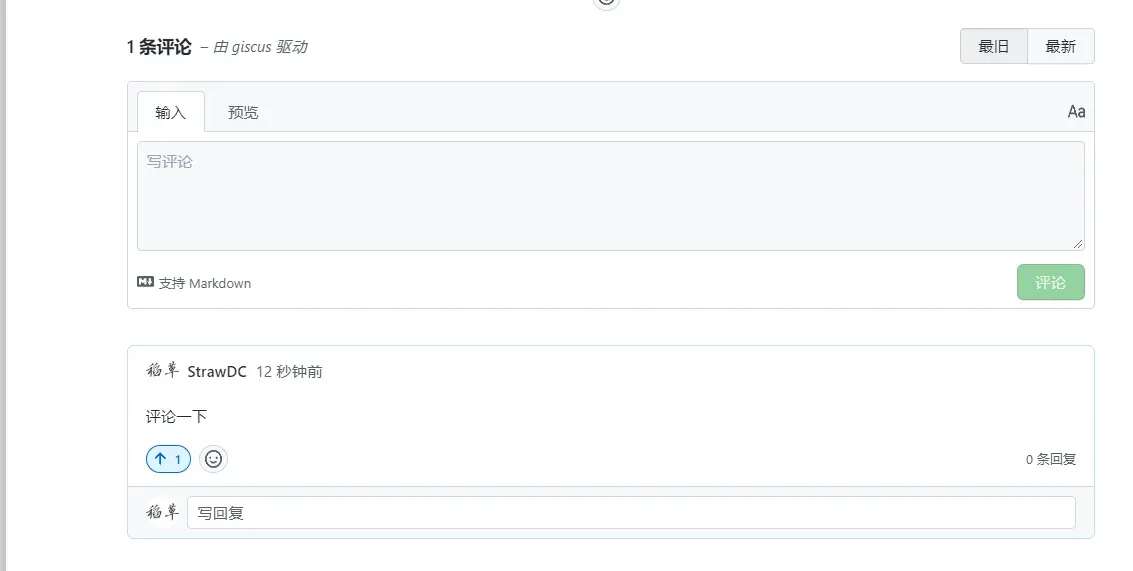 1 条评论 – 由 giscus 驱动
最旧 最新
输入 预览 Aa
写评论
支持 Markdown
评论
稻草 StrawDC 12 秒钟前
评论一下
1
0 条回复
稻草 写回复